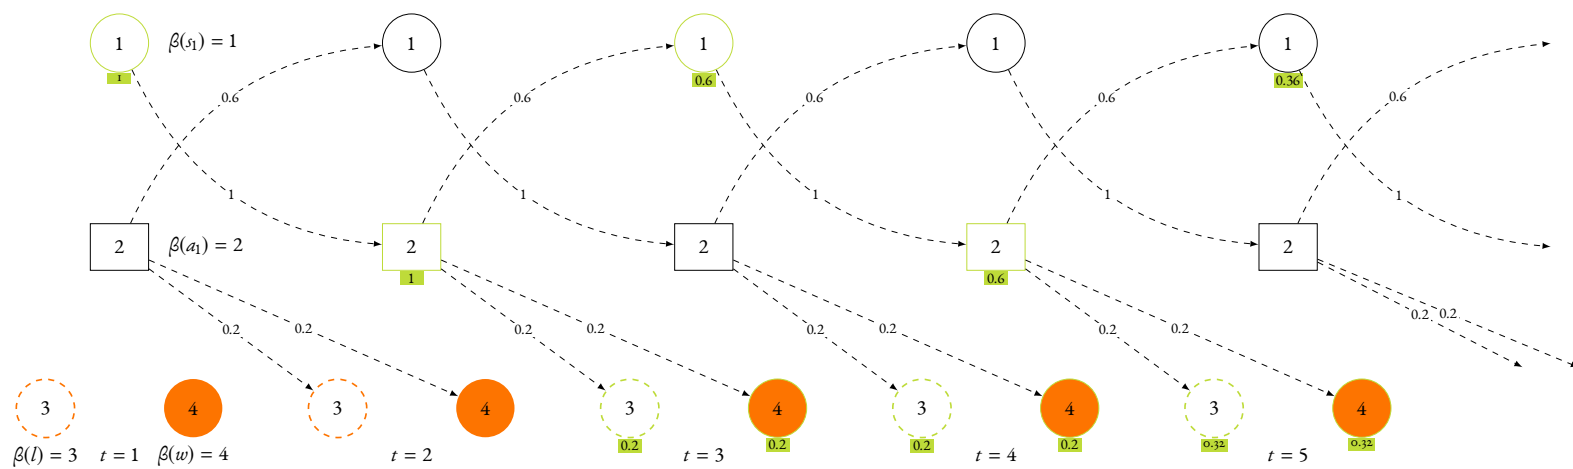 1 β(s₁) = 1 1 1 1 1
1 0.6 0.36
0.6 0.6 0.6 0.6 0.6
1 1 1 1 1
2 β(a₁) = 2 2 2 2 2
1 0.6
0.2 0.2 0.2 0.2 0.2 0.2 0.2 0.2 0.2 0.2
3 4 3 4 3 4 3 4 3 4
0.2 0.2 0.2 0.2 0.32 0.32
β(l) = 3 t = 1 β(w) = 4 t = 2 t = 3 t = 4 t = 5